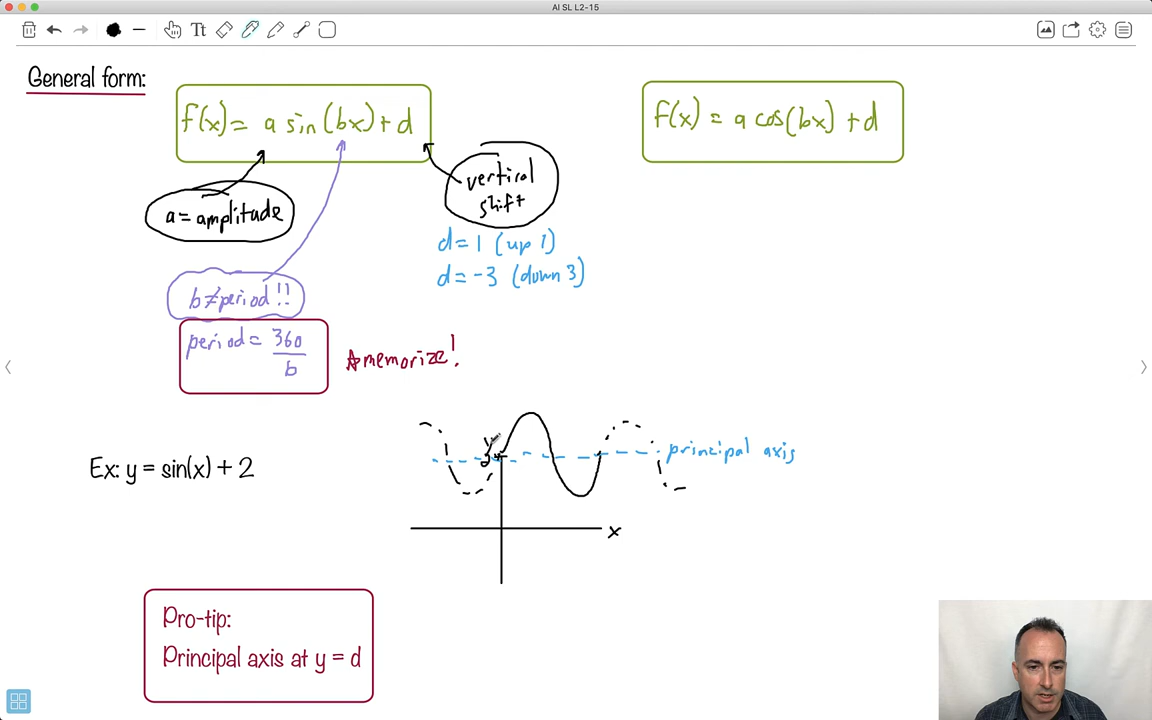 AI SL L2-15
Tt
General form:
f(x) = a sin(bx)+d
f(x) = a cos(bx) + d
a = amplitude
vertical
shift
d = 1 (up 1)
d = -3 (down 3)
b≠period!!
period = 360
b
*memorize!
Ex: y = sin(x) + 2
y
2
principal axis
x
Pro-tip:
Principal axis at y = d